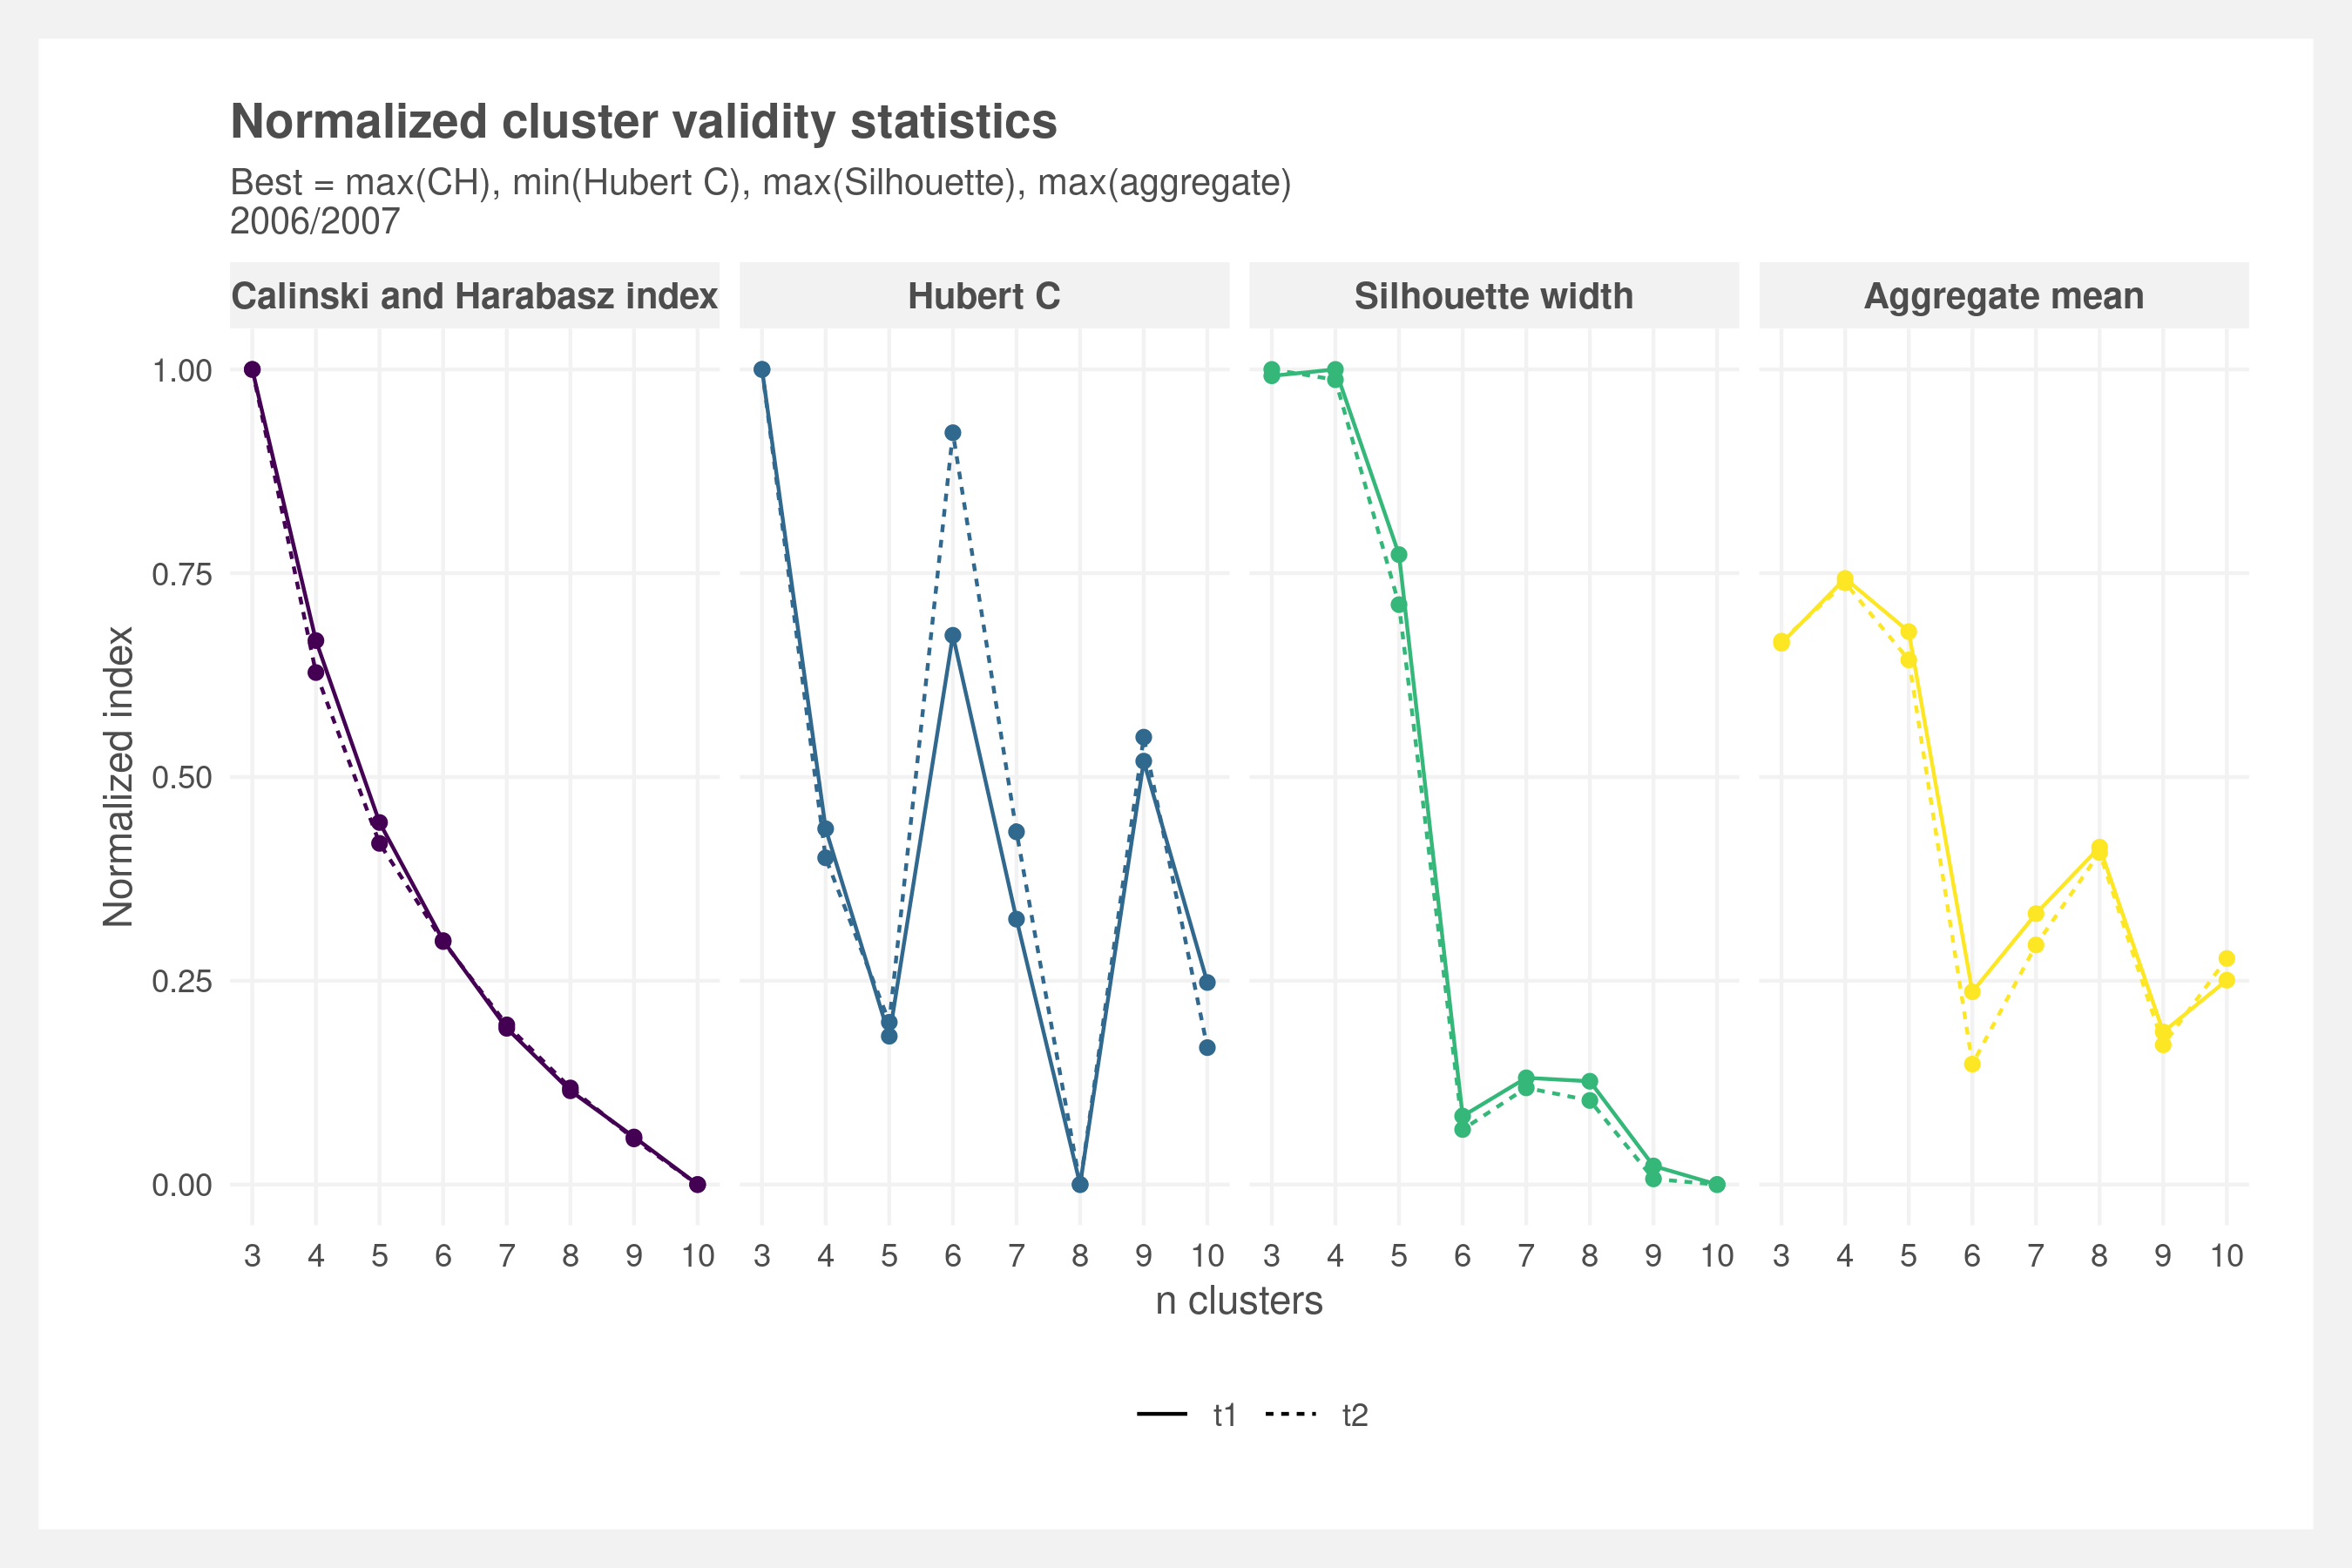 Normalized cluster validity statistics
Best = max(CH), min(Hubert C), max(Silhouette), max(aggregate)
2006/2007
Calinski and Harabasz index Hubert C Silhouette width Aggregate mean
Normalized index
1.00
0.75
0.50
0.25
0.00
3 4 5 6 7 8 9 10 3 4 5 6 7 8 9 10 3 4 5 6 7 8 9 10 3 4 5 6 7 8 9 10
n clusters
t1 t2